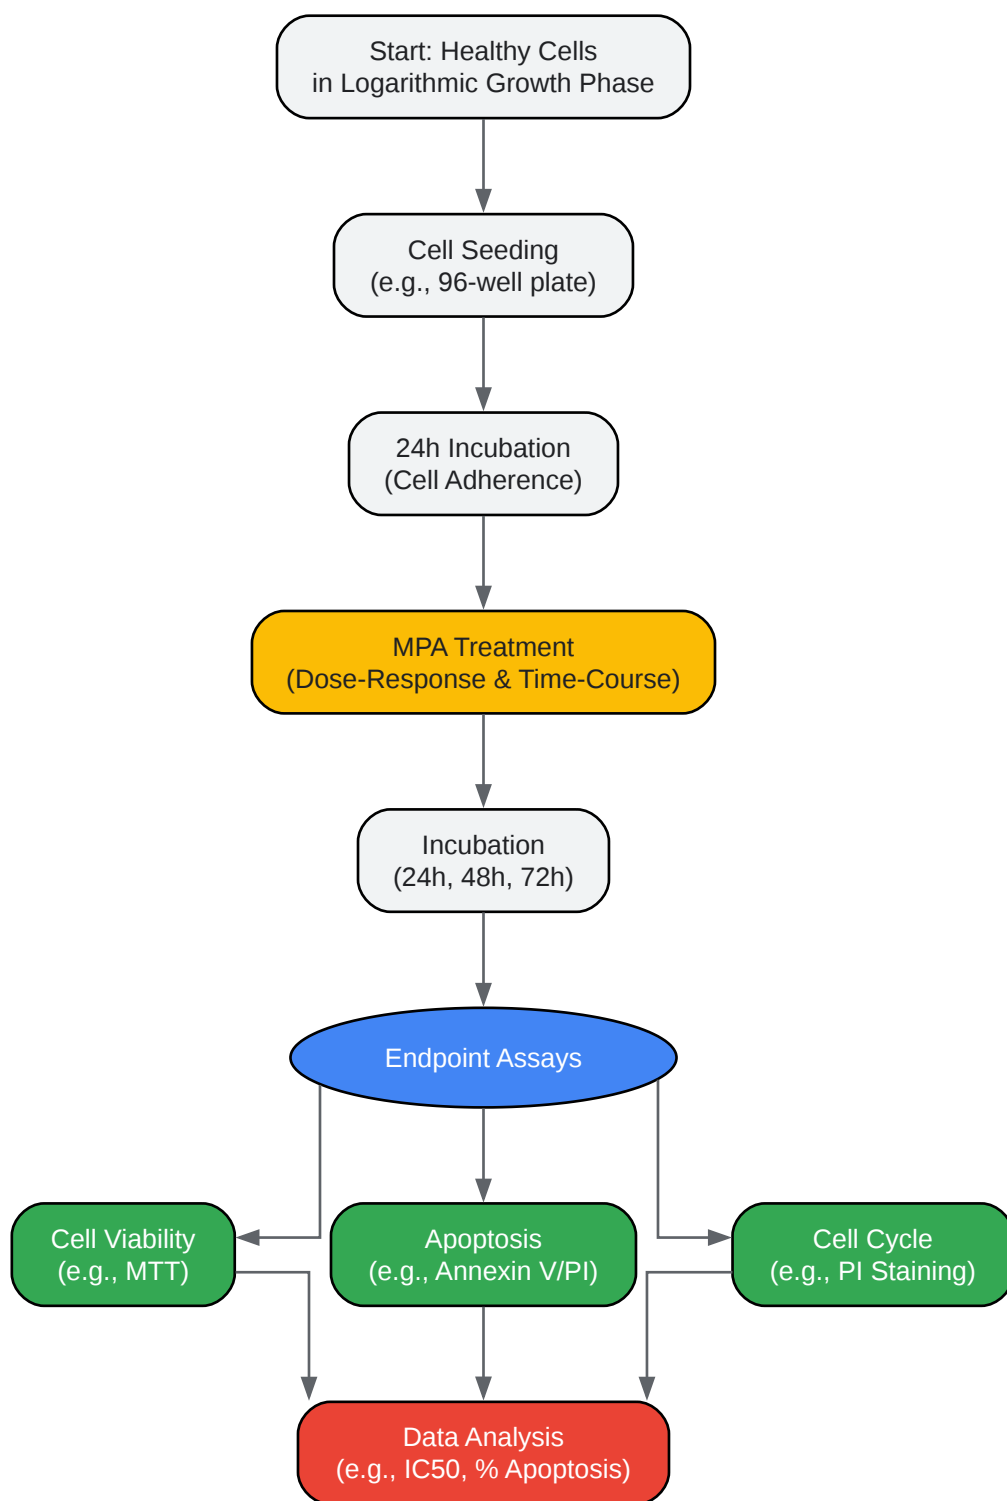 Start: Healthy Cells
in Logarithmic Growth Phase
Cell Seeding
(e.g., 96-well plate)
24h Incubation
(Cell Adherence)
MPA Treatment
(Dose-Response & Time-Course)
Incubation
(24h, 48h, 72h)
Endpoint Assays
Cell Viability
(e.g., MTT)
Apoptosis
(e.g., Annexin V/PI)
Cell Cycle
(e.g., PI Staining)
Data Analysis
(e.g., IC50, % Apoptosis)